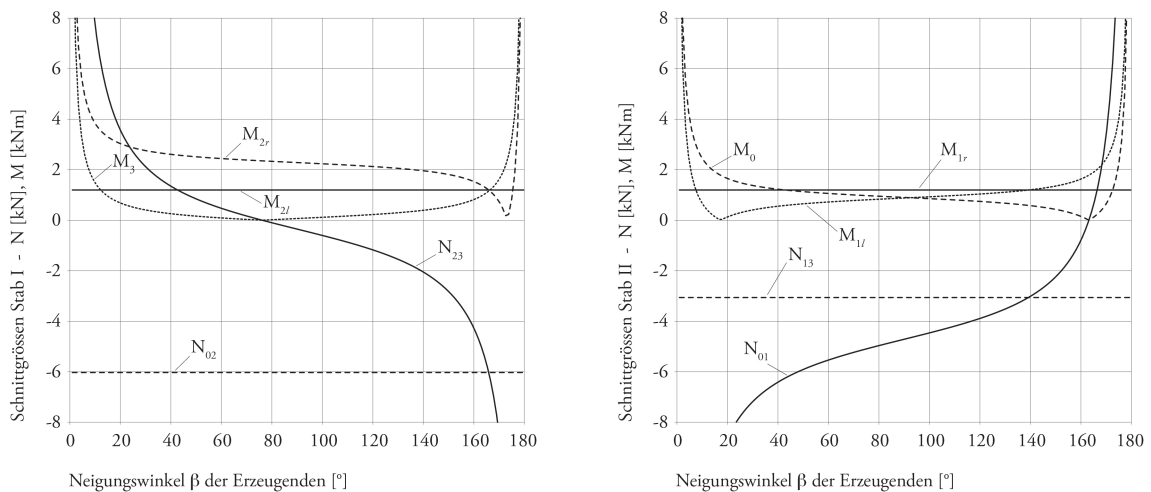 Schnittgrössen Stab I - N [kN], M [kNm]
8
6
4
2
0
-2
-4
-6
-8
M2r
M3
M2l
N23
N02
0 20 40 60 80 100 120 140 160 180
Neigungswinkel β der Erzeugenden [°]
Schnittgrössen Stab II - N [kN], M [kNm]
8
6
4
2
0
-2
-4
-6
-8
M0
M1r
M1l
N13
N01
0 20 40 60 80 100 120 140 160 180
Neigungswinkel β der Erzeugenden [°]